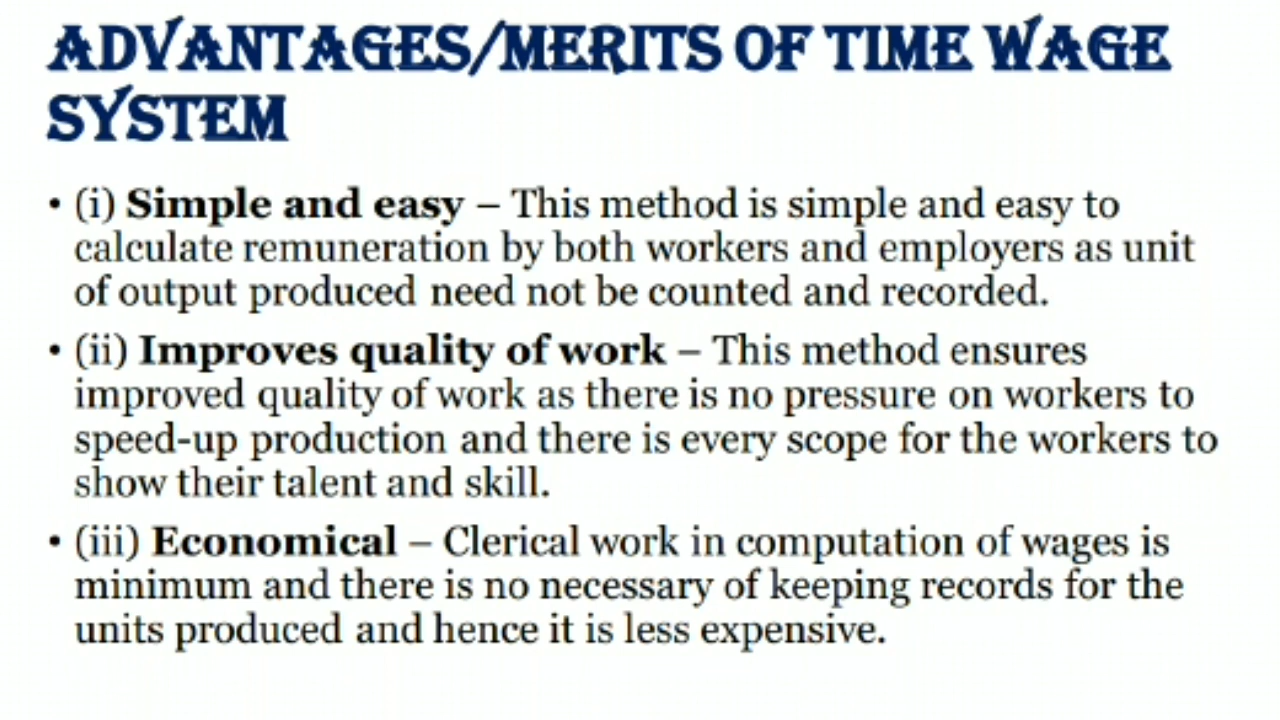 ADVANTAGES/MERITS OF TIME WAGE
SYSTEM
• (i) Simple and easy – This method is simple and easy to
calculate remuneration by both workers and employers as unit
of output produced need not be counted and recorded.
• (ii) Improves quality of work – This method ensures
improved quality of work as there is no pressure on workers to
speed-up production and there is every scope for the workers to
show their talent and skill.
• (iii) Economical – Clerical work in computation of wages is
minimum and there is no necessary of keeping records for the
units produced and hence it is less expensive.